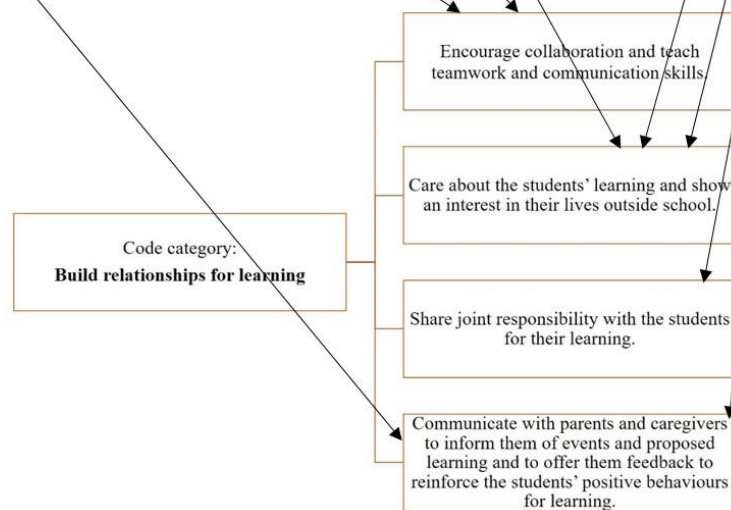 Encourage collaboration and teach
teamwork and communication skills.
Care about the students’ learning and show
an interest in their lives outside school.
Code category:
Build relationships for learning
Share joint responsibility with the students
for their learning.
Communicate with parents and caregivers
to inform them of events and proposed
learning and to offer them feedback to
reinforce the students’ positive behaviours
for learning.